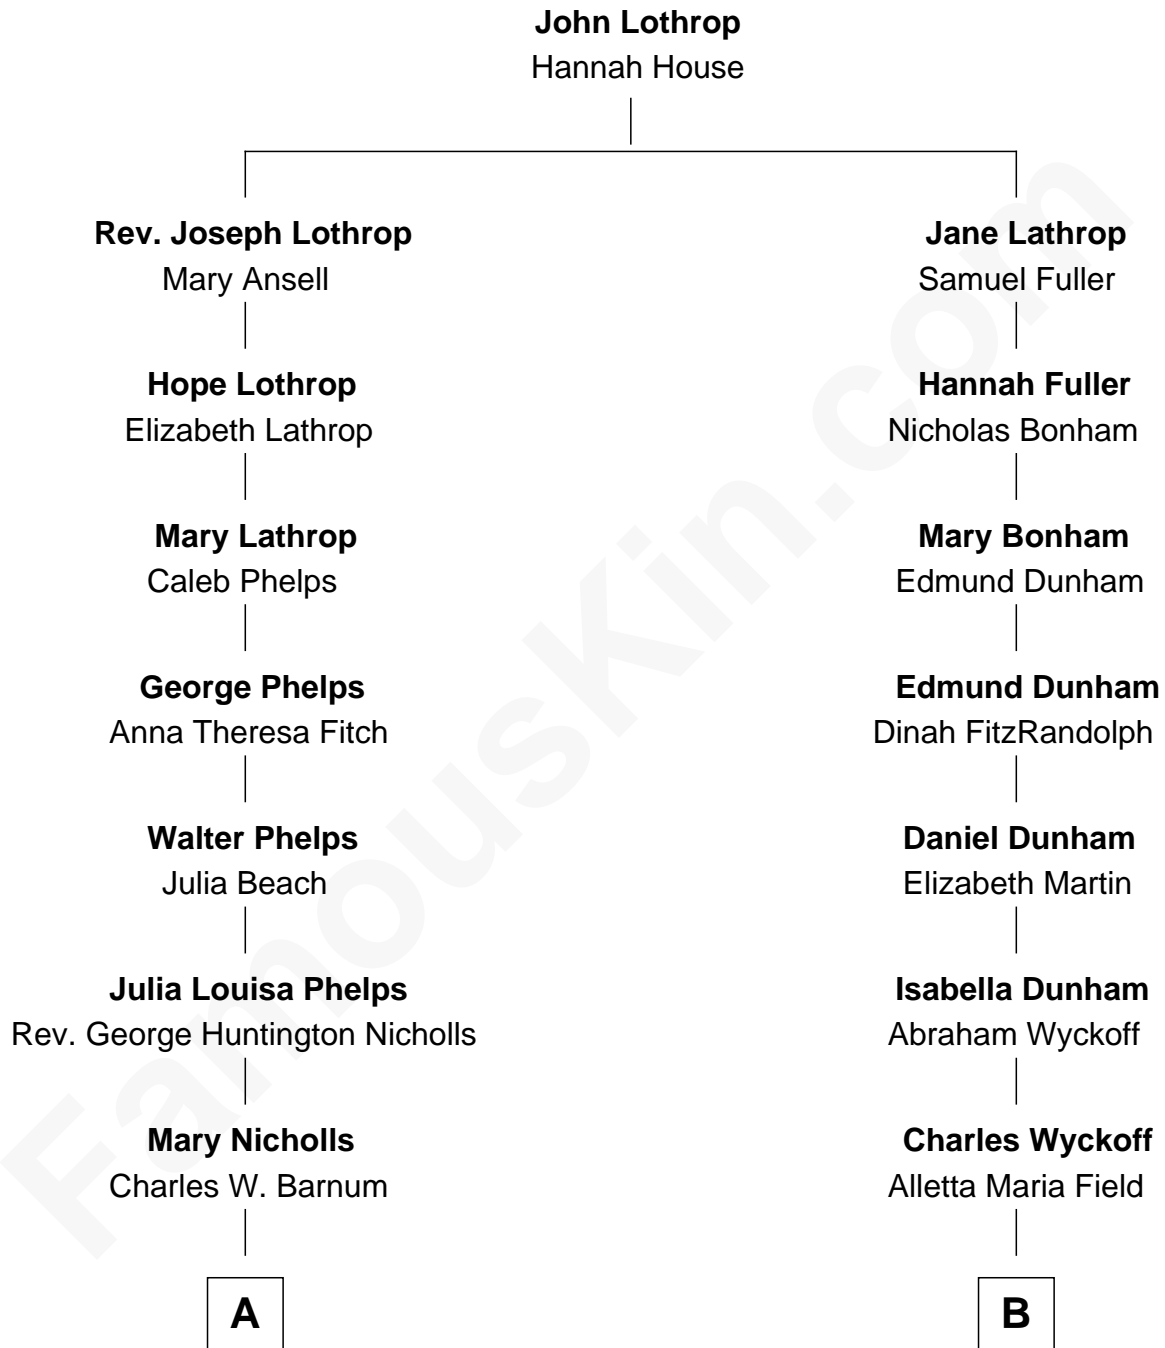 John Lothrop
Hannah House
Rev. Joseph Lothrop
Mary Ansell
Jane Lathrop
Samuel Fuller
Hope Lothrop
Elizabeth Lathrop
Hannah Fuller
Nicholas Bonham
Mary Lathrop
Caleb Phelps
Mary Bonham
Edmund Dunham
George Phelps
Anna Theresa Fitch
Edmund Dunham
Dinah FitzRandolph
Walter Phelps
Julia Beach
Daniel Dunham
Elizabeth Martin
Julia Louisa Phelps
Rev. George Huntington Nicholls
Isabella Dunham
Abraham Wyckoff
Mary Nicholls
Charles W. Barnum
Charles Wyckoff
Alletta Maria Field
A
B
FamousKin.com